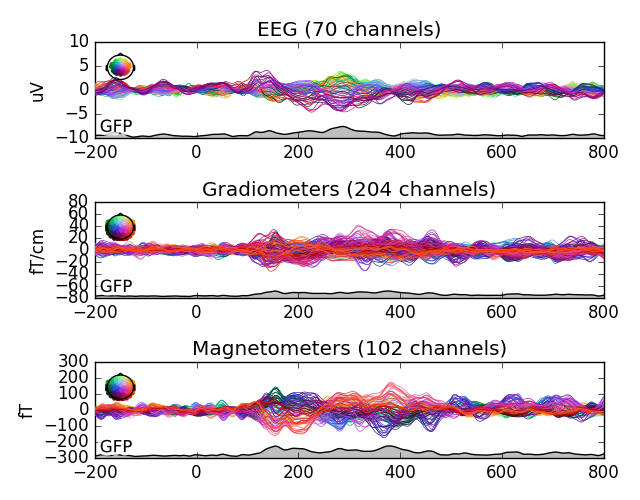 EEG (70 channels)
10
5
0
−5
−10
uV
GFP
−200 0 200 400 600 800
Gradiometers (204 channels)
80
60
40
20
0
−20
−40
−60
−80
fT/cm
GFP
−200 0 200 400 600 800
Magnetometers (102 channels)
300
200
100
0
−100
−200
−300
fT
GFP
−200 0 200 400 600 800